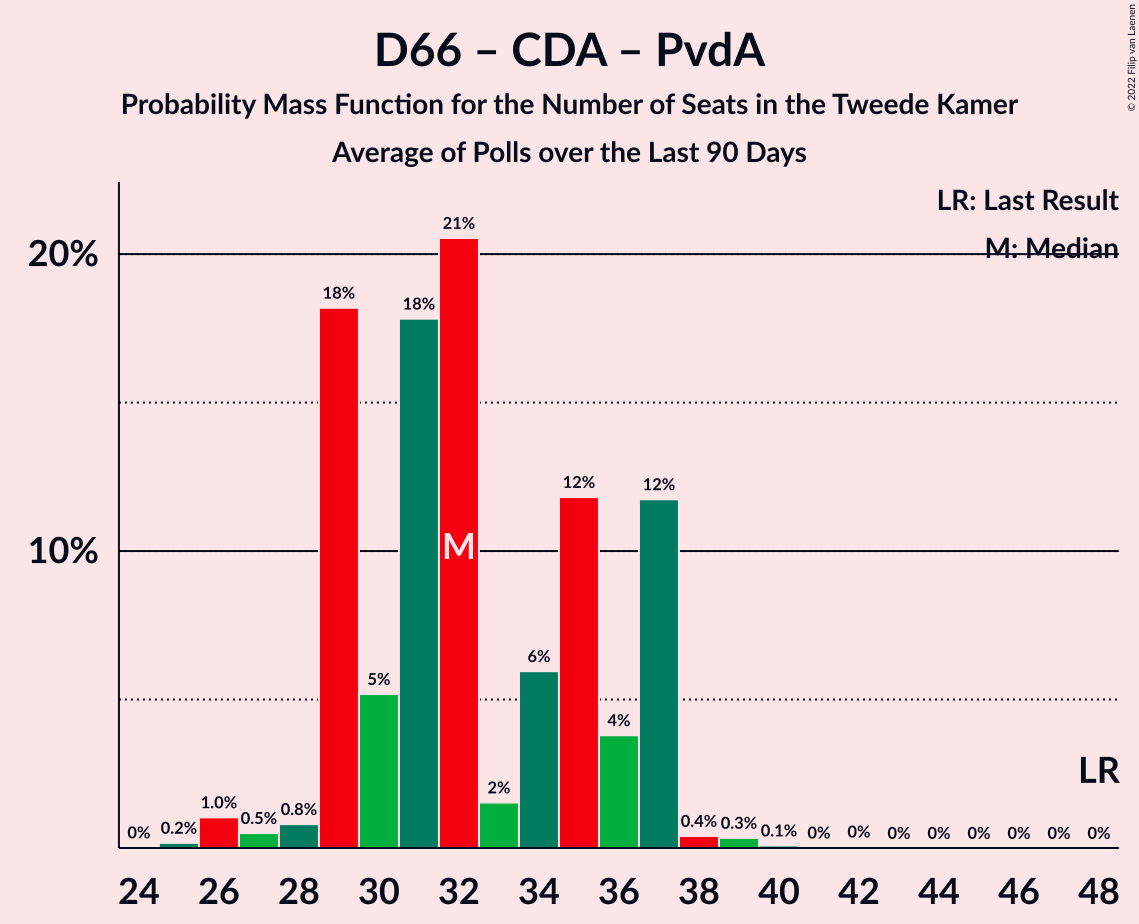 D66 – CDA – PvdA
Probability Mass Function for the Number of Seats in the Tweede Kamer
Average of Polls over the Last 90 Days
© 2022 Filip van Laenen
LR: Last Result
M: Median
20%
10%
0% 0.2% 1.0% 0.5% 0.8% 18% 5% 18% 21% 2% 6% 12% 4% 12% 0.4% 0.3% 0.1% 0% 0% 0% 0% 0% 0% 0% 0%
M
LR
24 26 28 30 32 34 36 38 40 42 44 46 48